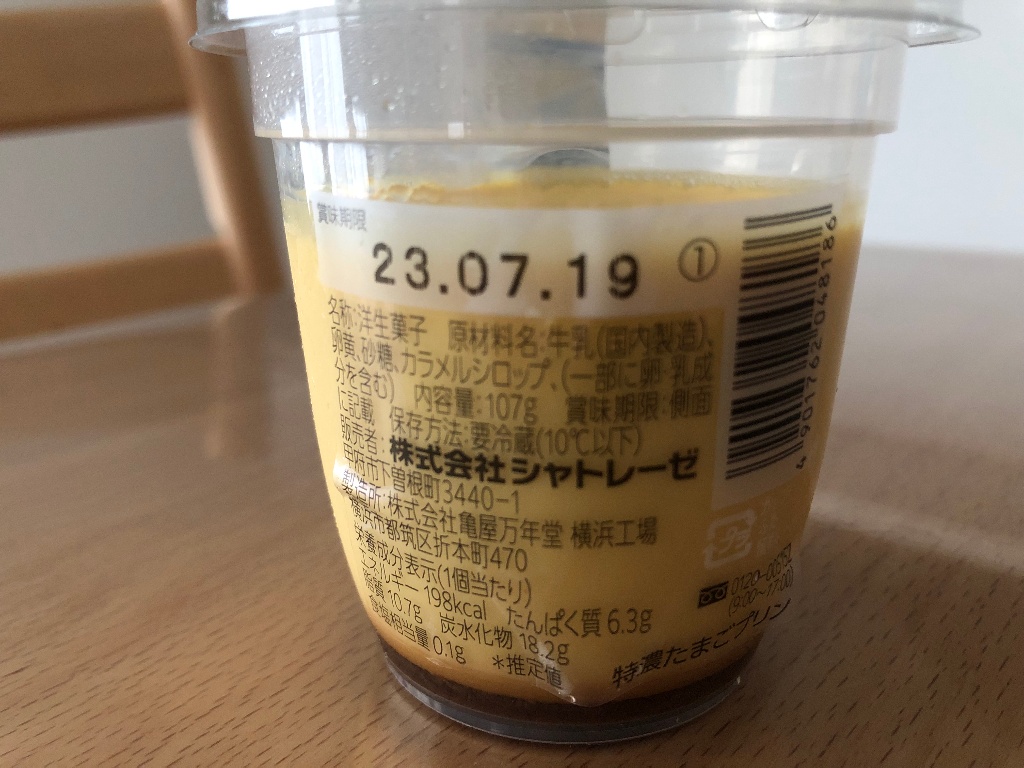 賞味期限
23.07.19 ①
名称:洋生菓子 原材料名:牛乳(国内製造)、
卵黄、砂糖、カラメルシロップ、(一部に卵・乳成
分を含む) 内容量:107g 賞味期限:側面
に記載 保存方法:要冷蔵(10℃以下)
販売者:株式会社シャトレーゼ
甲府市下曽根町3440-1
製造所:株式会社亀屋万年堂 横浜工場
横浜市都筑区折本町470
栄養成分表示(1個当たり)
エネルギー 198kcal たんぱく質 6.3g
脂質 10.7g 炭水化物 18.2g
食塩相当量 0.1g *推定値
4 901762 048186
(9:00~17:00)
特濃たまごプリン